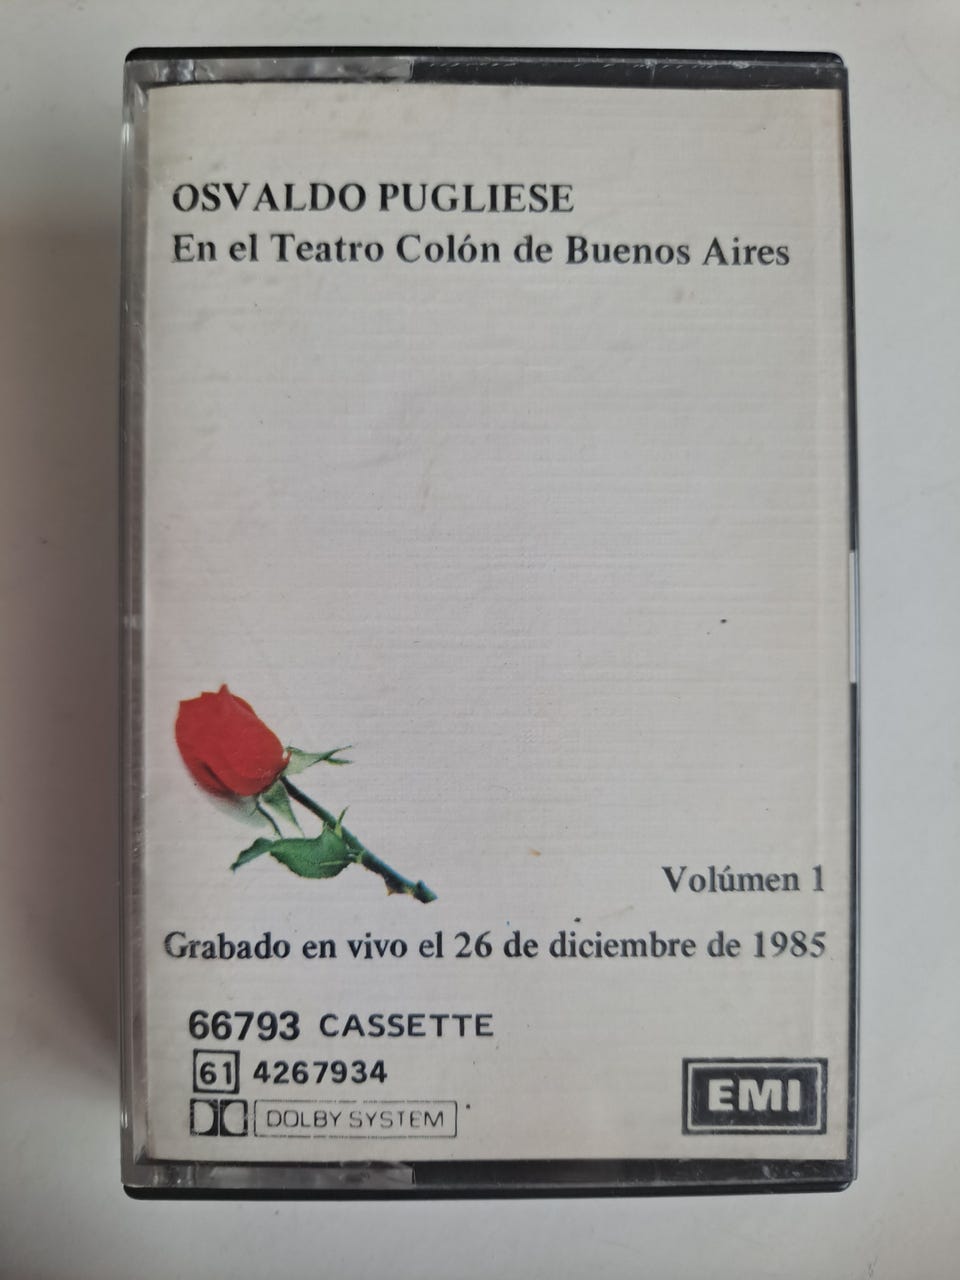 OSVALDO PUGLIESE
En el Teatro Colón de Buenos Aires
Volúmen 1
Grabado en vivo el 26 de diciembre de 1985
66793 CASSETTE
61 4267934
DOLBY SYSTEM
EMI